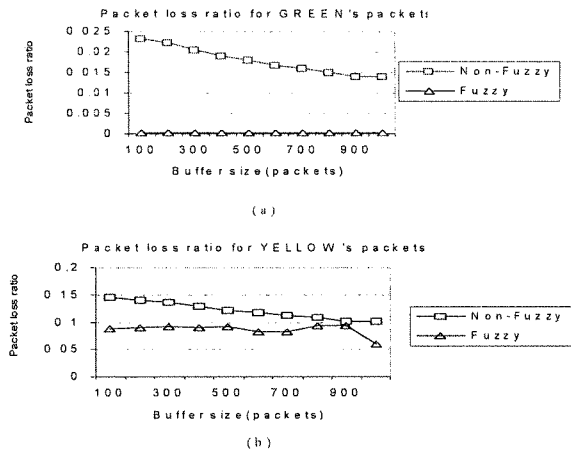 Packet loss ratio for GREEN's packets
Packet loss ratio
0.025
0.02
0.015
0.01
0.005
0
100 300 500 700 900
Buffer size (packets)
Non-Fuzzy
Fuzzy
(a)
Packet loss ratio for YELLOW's packets
Packet loss ratio
0.2
0.15
0.1
0.05
0
100 300 500 700 900
Buffer size (packets)
Non-Fuzzy
Fuzzy
(b)